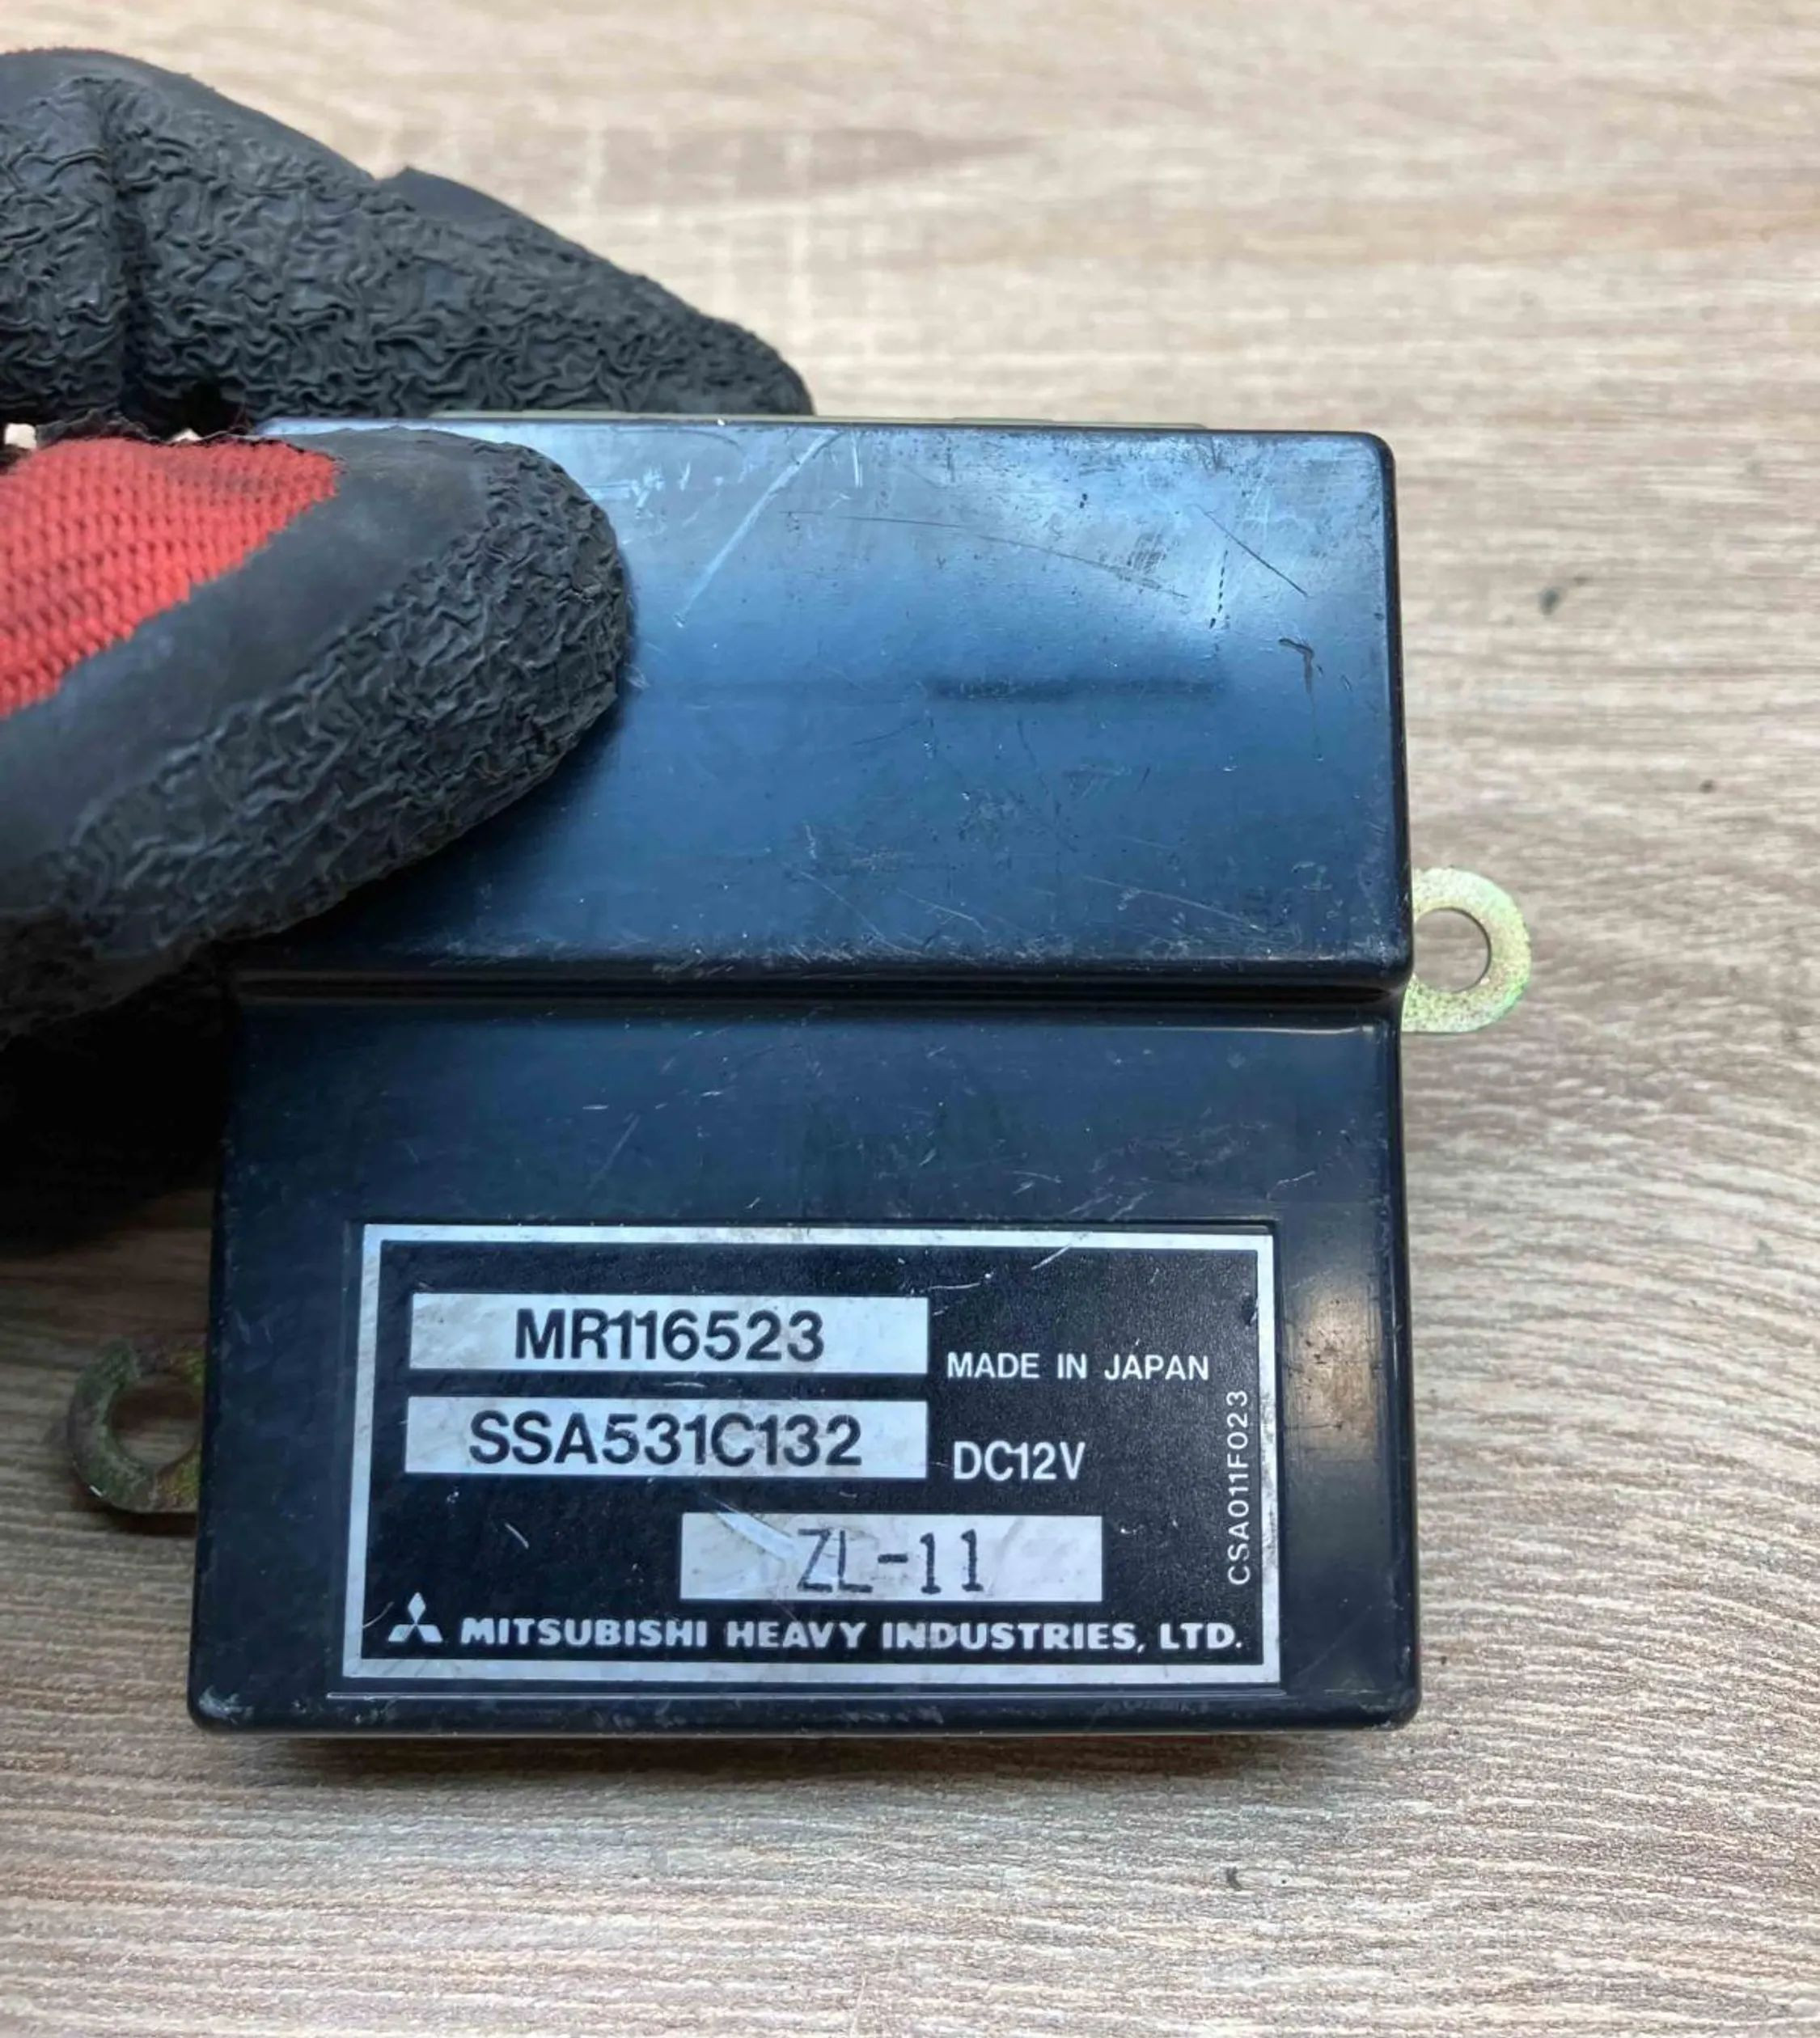 MR116523
MADE IN JAPAN
SSA531C132
DC12V
CSA011F023
ZL-11
MITSUBISHI HEAVY INDUSTRIES, LTD.